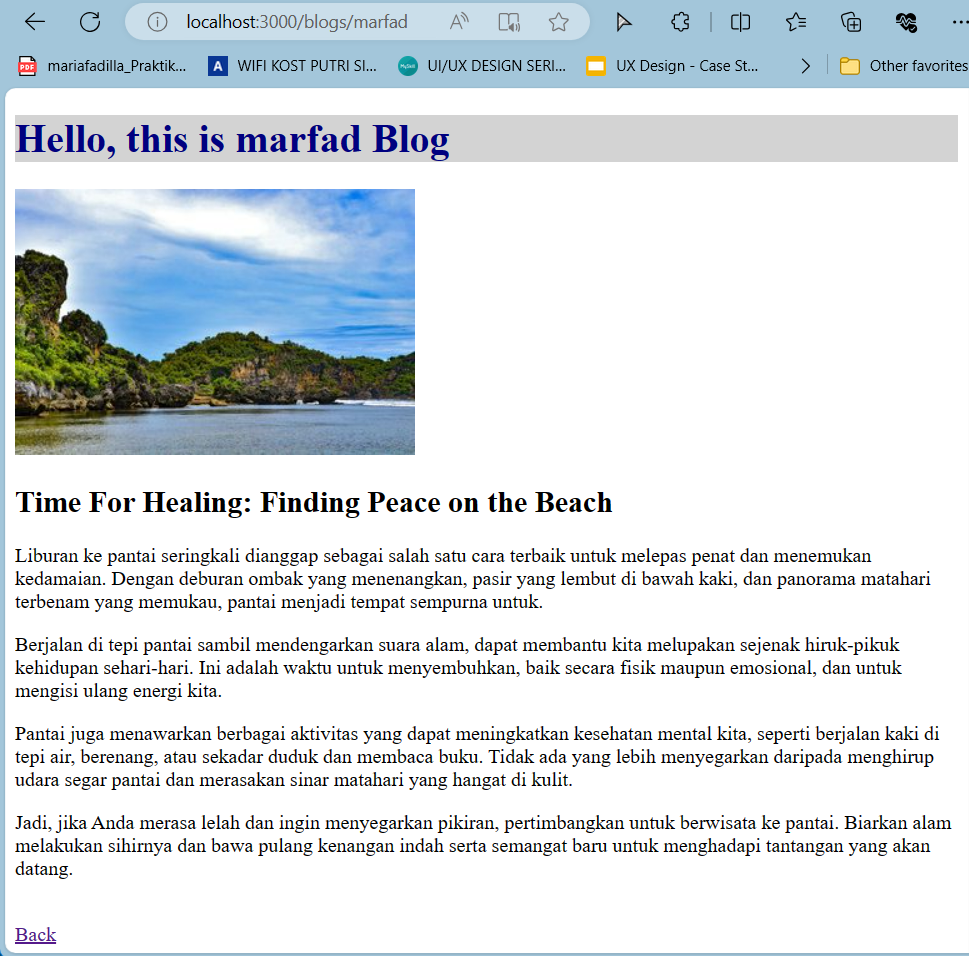 localhost:3000/blogs/marfad
mariafadilla_Praktik...
WIFI KOST PUTRI SI...
UI/UX DESIGN SERI...
UX Design - Case St...
Other favorites
Hello, this is marfad Blog
Time For Healing: Finding Peace on the Beach
Liburan ke pantai seringkali dianggap sebagai salah satu cara terbaik untuk melepas penat dan menemukan
kedamaian. Dengan deburan ombak yang menenangkan, pasir yang lembut di bawah kaki, dan panorama matahari
terbenam yang memukau, pantai menjadi tempat sempurna untuk.
Berjalan di tepi pantai sambil mendengarkan suara alam, dapat membantu kita melupakan sejenak hiruk-pikuk
kehidupan sehari-hari. Ini adalah waktu untuk menyembuhkan, baik secara fisik maupun emosional, dan untuk
mengisi ulang energi kita.
Pantai juga menawarkan berbagai aktivitas yang dapat meningkatkan kesehatan mental kita, seperti berjalan kaki di
tepi air, berenang, atau sekadar duduk dan membaca buku. Tidak ada yang lebih menyegarkan daripada menghirup
udara segar pantai dan merasakan sinar matahari yang hangat di kulit.
Jadi, jika Anda merasa lelah dan ingin menyegarkan pikiran, pertimbangkan untuk berwisata ke pantai. Biarkan alam
melakukan sihirnya dan bawa pulang kenangan indah serta semangat baru untuk menghadapi tantangan yang akan
datang.
Back